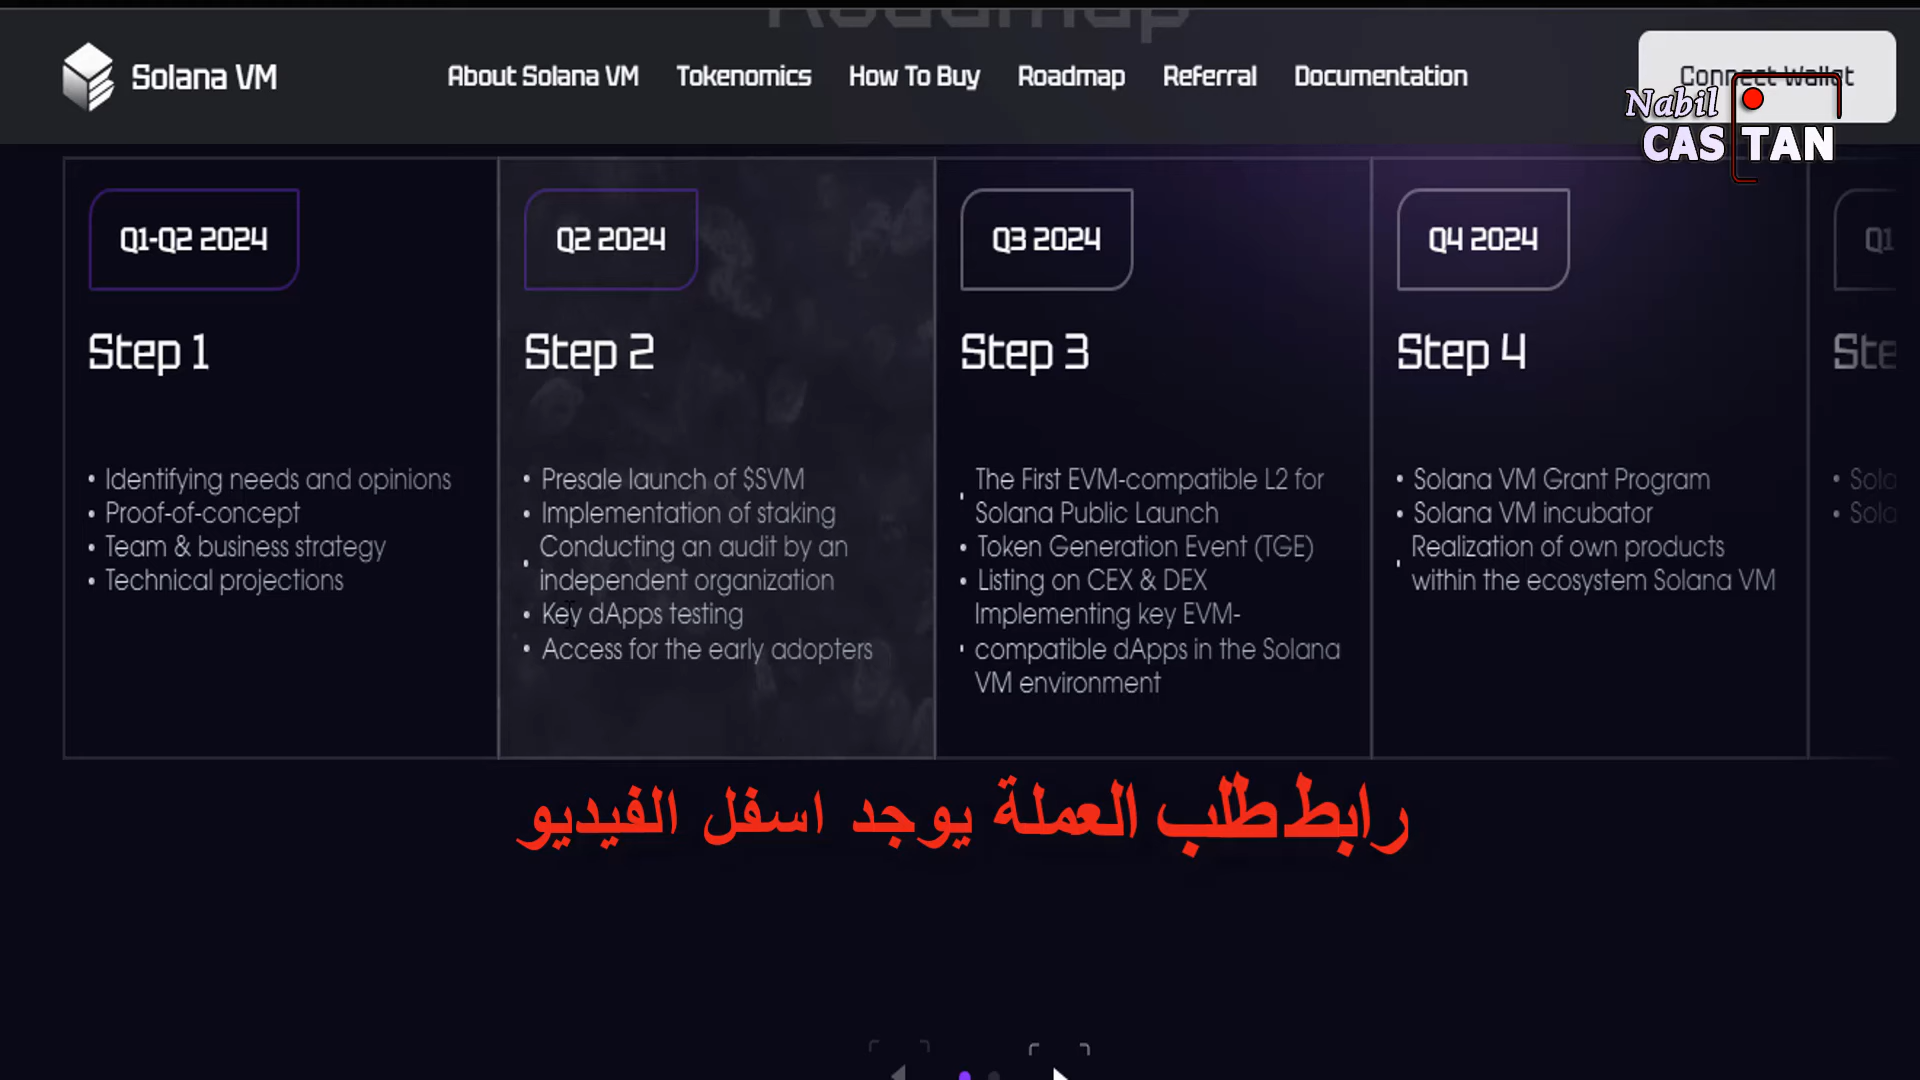 Roadmap
Solana VM
About Solana VM
Tokenomics
How To Buy
Roadmap
Referral
Documentation
Connect Wallet
Nabil
CASTAN
Q1-Q2 2024
Step 1
• Identifying needs and opinions
• Proof-of-concept
• Team & business strategy
• Technical projections
Q2 2024
Step 2
• Presale launch of $SVM
• Implementation of staking
• Conducting an audit by an
independent organization
• Key dApps testing
• Access for the early adopters
Q3 2024
Step 3
• The First EVM-compatible L2 for
Solana Public Launch
• Token Generation Event (TGE)
• Listing on CEX & DEX
• Implementing key EVM-
compatible dApps in the Solana
VM environment
Q4 2024
Step 4
• Solana VM Grant Program
• Solana VM incubator
• Realization of own products
within the ecosystem Solana VM
Q1
Ste
• Sola
• Sola
رابط طلب العملة يوجد اسفل الفيديو